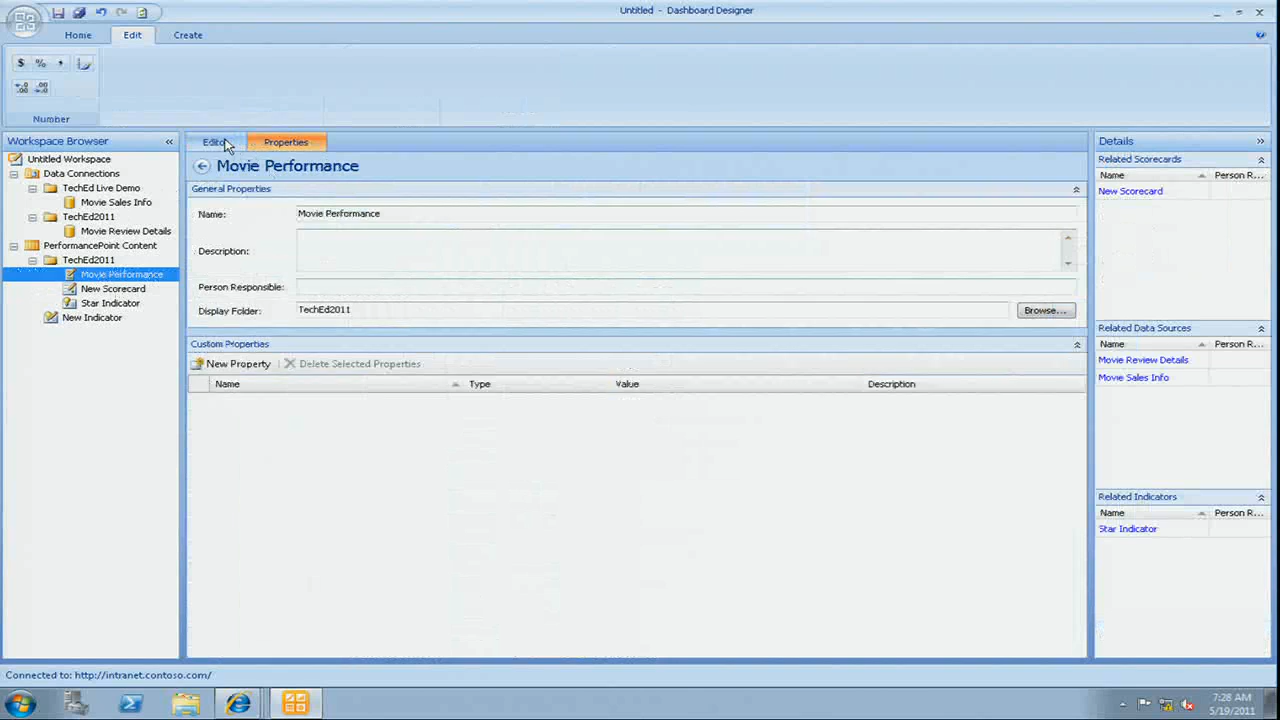 Untitled - Dashboard Designer
Home Edit Create
$ % ,
Number
Workspace Browser «
Untitled Workspace
Data Connections
TechEd Live Demo
Movie Sales Info
TechEd2011
Movie Review Details
PerformancePoint Content
TechEd2011
Movie Performance
New Scorecard
Star Indicator
New Indicator
Editor Properties
Movie Performance
General Properties
Name: Movie Performance
Description:
Person Responsible:
Display Folder: TechEd2011 Browse...
Custom Properties
New Property Delete Selected Properties
Name Type Value Description
Details »
Related Scorecards
Name Person R...
New Scorecard
Related Data Sources
Name Person R...
Movie Review Details
Movie Sales Info
Related Indicators
Name Person R...
Star Indicator
Connected to: http://intranet.contoso.com/
7:28 AM
5/19/2011